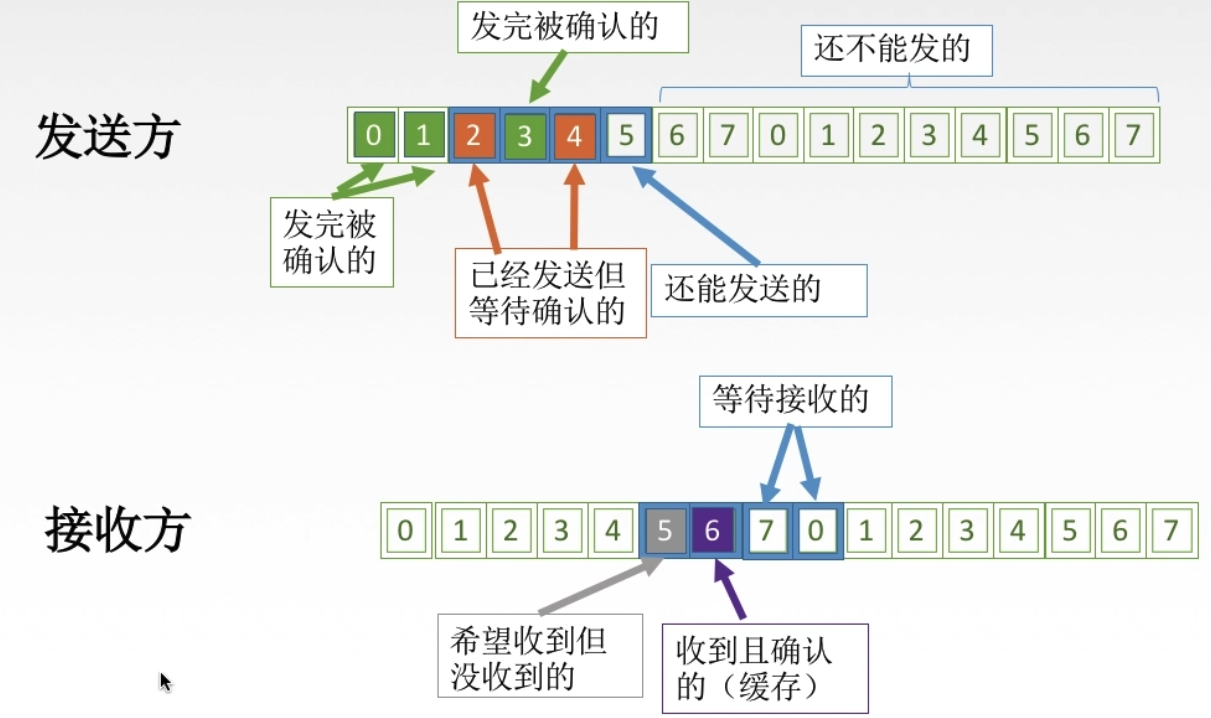 发完被确认的
还不能发的
发送方
0 1 2 3 4 5 6 7 0 1 2 3 4 5 6 7
发完被
确认的
已经发送但
等待确认的
还能发送的
等待接收的
接收方
0 1 2 3 4 5 6 7 0 1 2 3 4 5 6 7
希望收到但
没收到的
收到且确认
的（缓存）